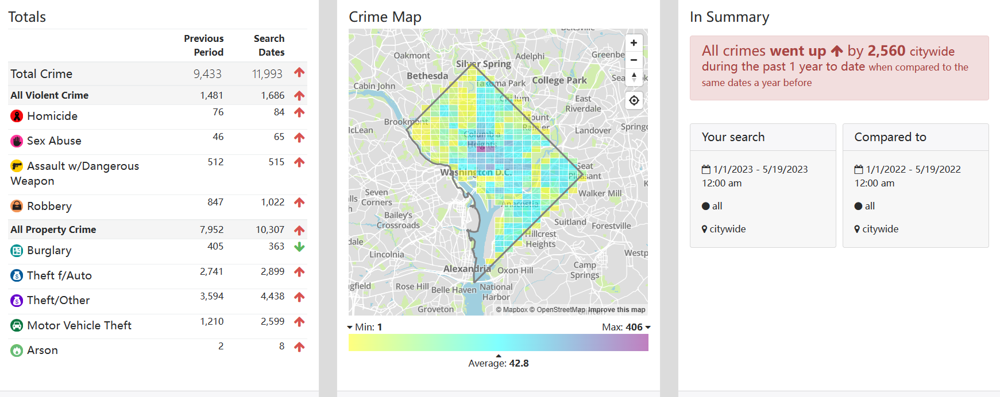 Totals
Previous Period
Search Dates
Total Crime 9,433 11,993
All Violent Crime 1,481 1,686
Homicide 76 84
Sex Abuse 46 65
Assault w/Dangerous Weapon 512 515
Robbery 847 1,022
All Property Crime 7,952 10,307
Burglary 405 363
Theft f/Auto 2,741 2,899
Theft/Other 3,594 4,438
Motor Vehicle Theft 1,210 2,599
Arson 2 8
Crime Map
Oakmont
Adelphi
Greenbe
Silver Spring
Bethesda
College Park
Cabin John
Takoma Park
Chillum
East Riverdale
Brookmont
Mount Rainier
Springd
McLean
Landover
Columbia Heights
Seat Pleasant
Washington D.C.
Seven Corners
Walker Mill
Anacostia
Bailey's Crossroads
Suitland
Forestville
Hillcrest Heights
dale
Lincolnia
Westp
Alexandria
Oxon Hill
Camp Springs
gfield
Rose Hill
Belle Haven
National Harbor
Groveton
Clinton
© Mapbox © OpenStreetMap Improve this map
Min: 1
Max: 406
Average: 42.8
In Summary
All crimes went up by 2,560 citywide
during the past 1 year to date when compared to the
same dates a year before
Your search
1/1/2023 - 5/19/2023
12:00 am
all
citywide
Compared to
1/1/2022 - 5/19/2022
12:00 am
all
citywide